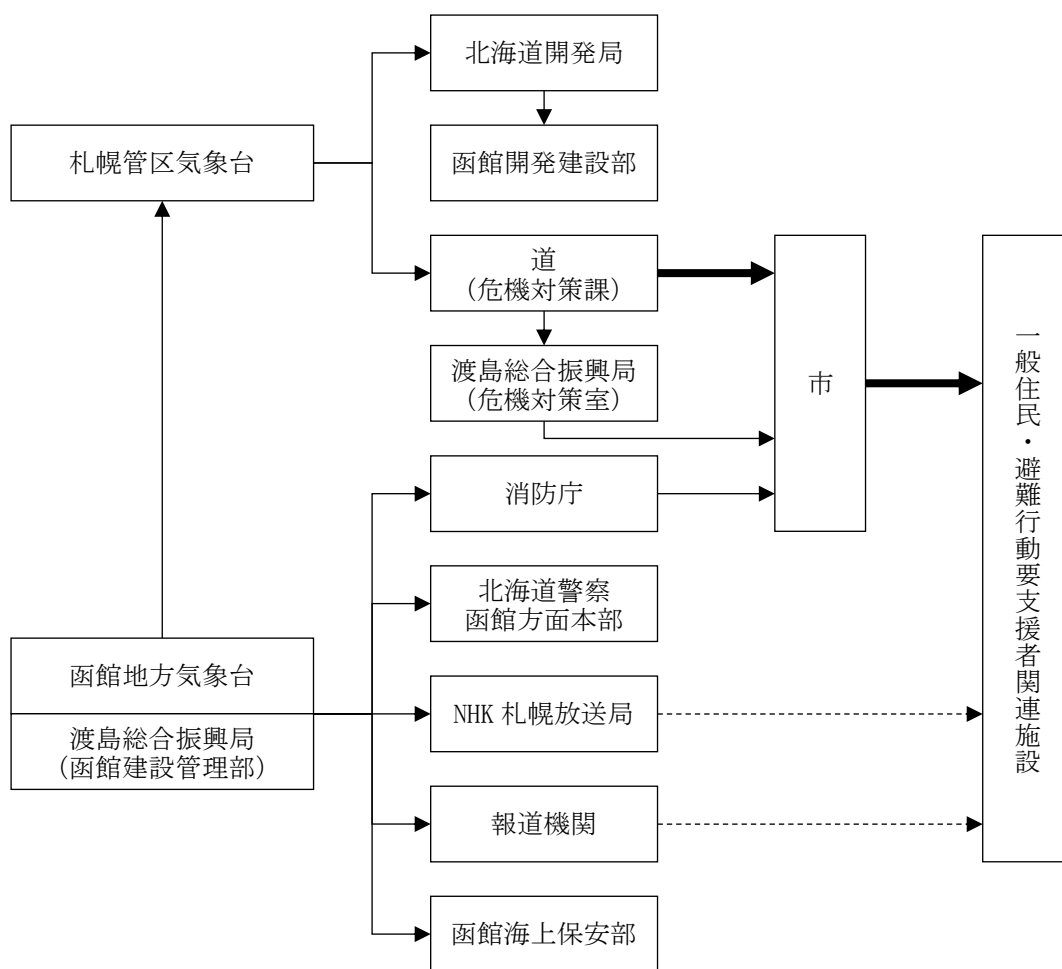 北海道開発局
札幌管区気象台
函館開発建設部
道
(危機対策課)
渡島総合振興局
(危機対策室)
市
一般住民・避難行動要支援者関連施設
消防庁
北海道警察
函館方面本部
函館地方気象台
渡島総合振興局
(函館建設管理部)
NHK 札幌放送局
報道機関
函館海上保安部